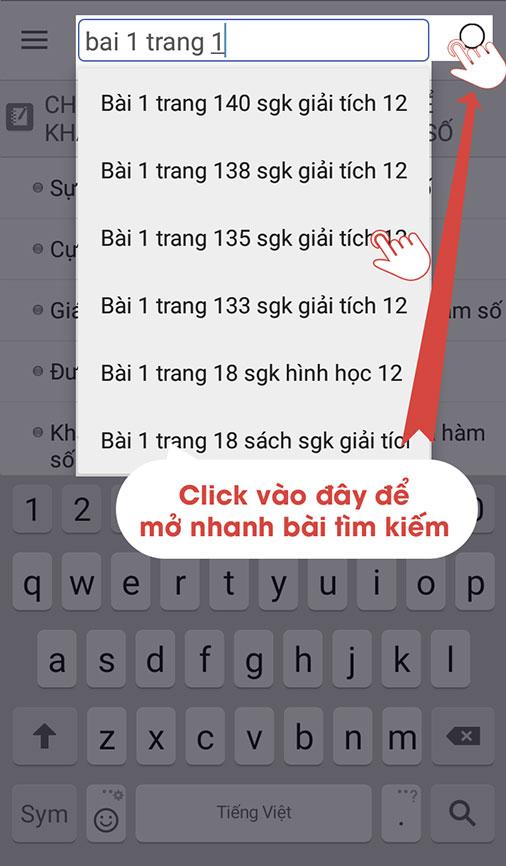 bai 1 trang 1
CH
Ể
KH
SỐ
Bài 1 trang 140 sgk giải tích 12
Bài 1 trang 138 sgk giải tích 12
Sự
Bài 1 trang 135 sgk giải tích 12
Cự
Bài 1 trang 133 sgk giải tích 12
Giá
àm số
Bài 1 trang 18 sgk hình học 12
Đu
Bài 1 trang 18 sách sgk giải tíc
Kh
hàm
số
Click vào đây để
mở nhanh bài tìm kiếm
1 2 0
q w e r t y u i o p
a s d f g h j k l
z x c v b n m
Sym Tiếng Việt . ?